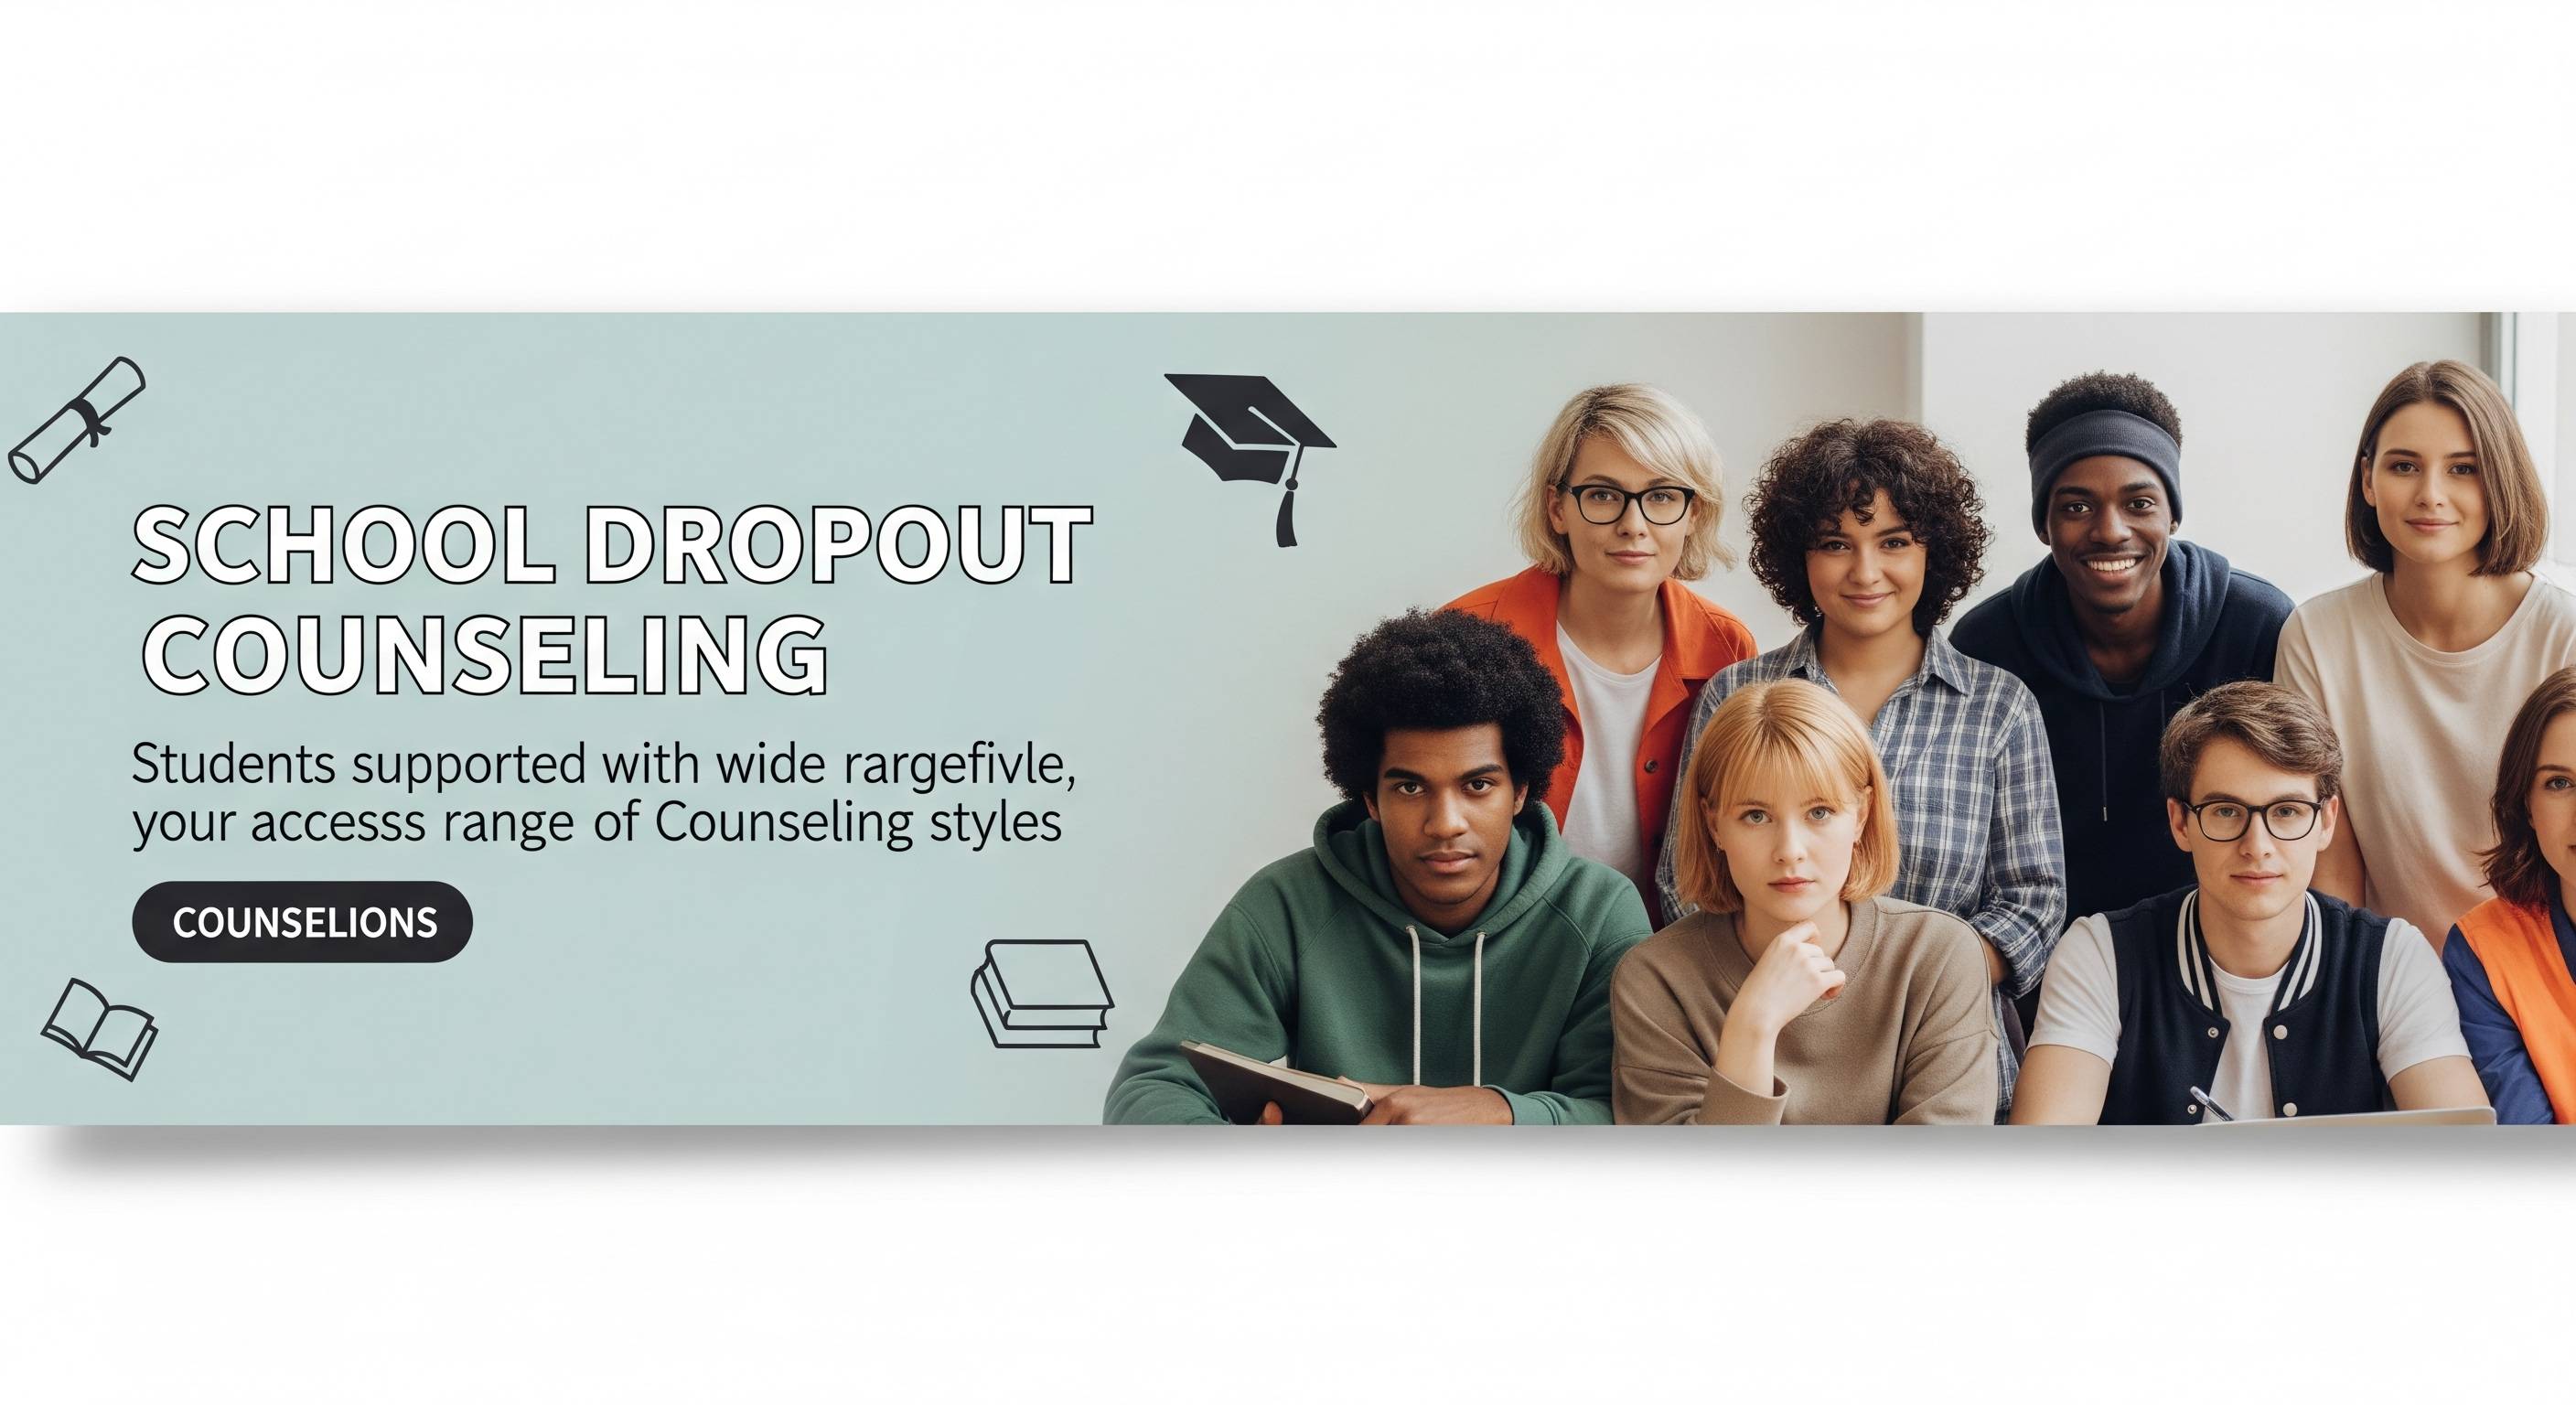 SCHOOL DROPOUT
COUNSELING
Students supported with wide rargefivle,
your accesss range of Counseling styles
COUNSELIONS